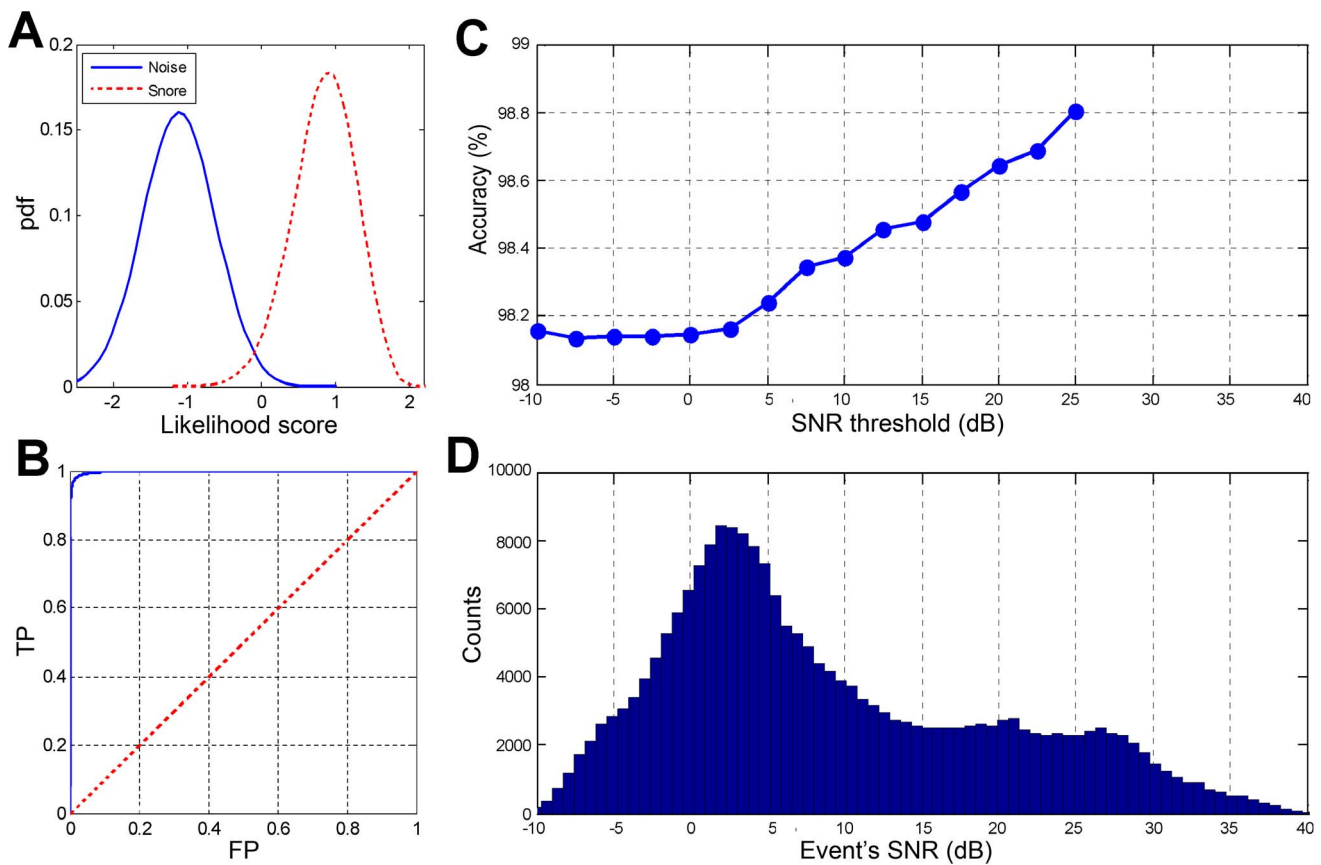 A
0.2
0.15
0.1
0.05
0
pdf
Noise
Snore
-2 -1 0 1 2
Likelihood score
C
99
98.8
98.6
98.4
98.2
98
Accuracy (%)
-10 -5 0 5 10 15 20 25 30 35 40
SNR threshold (dB)
B
1
0.8
0.6
0.4
0.2
0
TP
0 0.2 0.4 0.6 0.8 1
FP
D
10000
8000
6000
4000
2000
0
Counts
-10 -5 0 5 10 15 20 25 30 35 40
Event's SNR (dB)